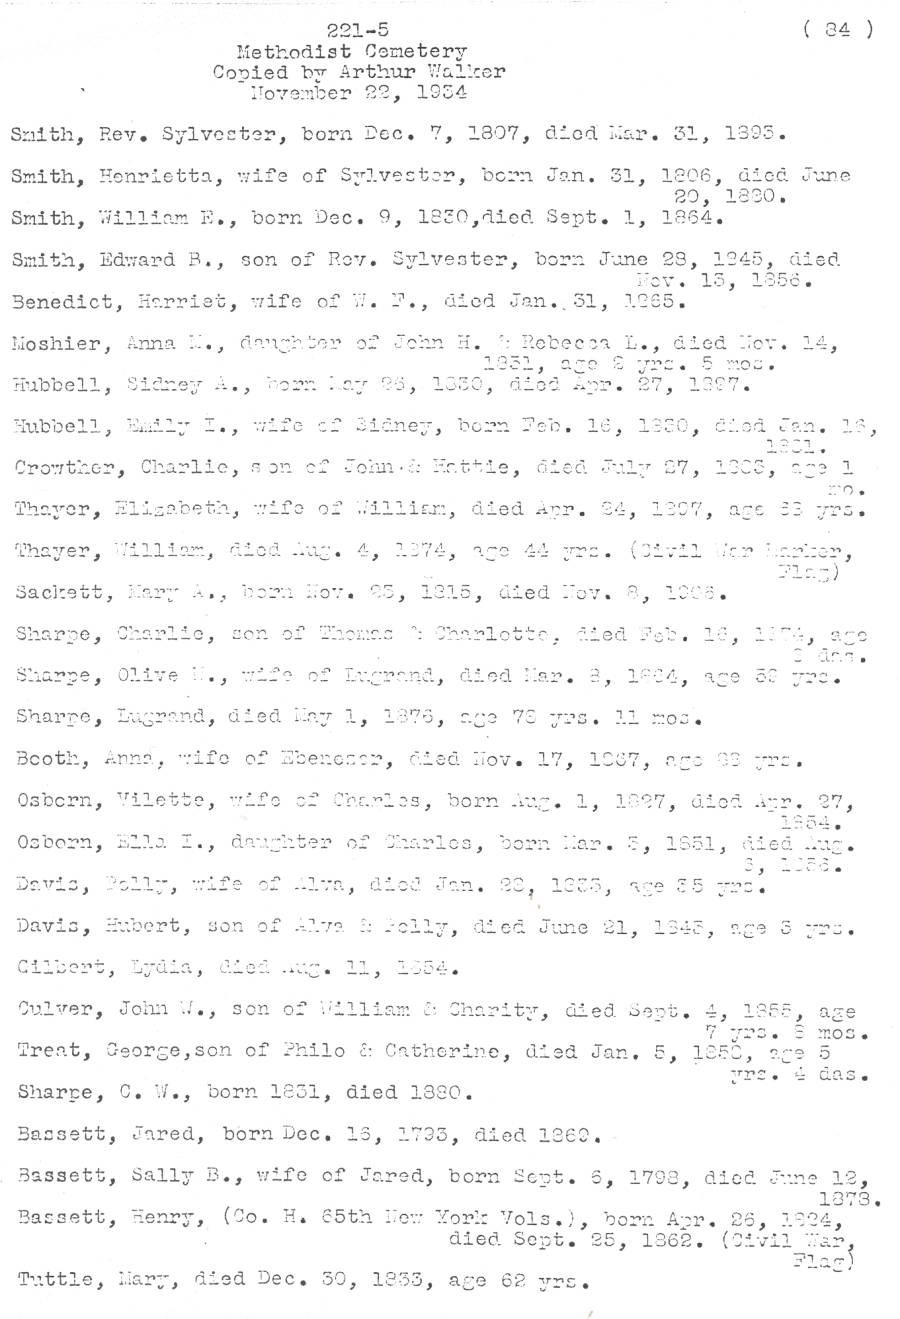 221-5 ( 84 )
Methodist Cemetery
Copied by Arthur Walker
November 22, 1934
Smith, Rev. Sylvester, born Dec. 7, 1807, died Mar. 31, 1893.
Smith, Henrietta, wife of Sylvester, born Jan. 31, 1806, died June
20, 1880.
Smith, William E., born Dec. 9, 1830,died Sept. 1, 1864.
Smith, Edward B., son of Rev. Sylvester, born June 28, 1845, died
Nov. 13, 1856.
Benedict, Harriet, wife of W. F., died Jan. 31, 1865.
Moshier, Anna M., daughter of John H. & Rebecca L., died Nov. 14,
1851, age 2 yrs. 5 mos.
Hubbell, Sidney A., born May 26, 1830, died Apr. 27, 1897.
Hubbell, Emily I., wife of Sidney, born Feb. 16, 1830, died Jan. 16,
1881.
Crowther, Charlie, son of John & Hattie, died July 27, age 1
mo.
Thayer, Elizabeth, wife of William, died Apr. 24, 1907, age yrs.
Thayer, William, died Aug. 4, 1874, age 44 yrs. (Civil War Marker,
Flag)
Sackett, Mary A., born Nov. 25, 1815, died Nov. 8, 1906.
Sharpe, Charlie, son of Thomas & Charlotte, died Feb. 16, 1874, age
das.
Sharpe, Olive M., wife of Lugrand, died Mar. 8, 1864, age yrs.
Sharpe, Lugrand, died May 1, 1876, age 78 yrs. 11 mos.
Booth, Anna, wife of Ebenezer, died Nov. 17, 1867, age yrs.
Osborn, Vilette, wife of Charles, born Aug. 1, 1827, died Apr. 27,
1854.
Osborn, Ella I., daughter of Charles, born Mar. 5, 1851, died Aug.
Davis, Polly, wife of Alva, died Jan. 28, 1833, age 35 yrs.
Davis, Hubert, son of Alva & Polly, died June 21, 1845, age yrs.
Gilbert, Lydia, died Aug. 11, 1854.
Culver, John W., son of William & Charity, died Sept. 4, 1855, age
7 yrs. 8 mos.
Treat, George,son of Philo & Catherine, died Jan. 5, age 5
yrs. 4 das.
Sharpe, C. W., born 1831, died 1880.
Bassett, Jared, born Dec. 16, 1793, died 1869.
Bassett, Sally B., wife of Jared, born Sept. 6, 1798, died June 12,
1878.
Bassett, Henry, (Co. H. 65th New York Vols.), born Apr. 26, 1824,
died Sept. 25, 1862. (Civil War,
Flag)
Tuttle, Mary, died Dec. 30, 1833, age 62 yrs.